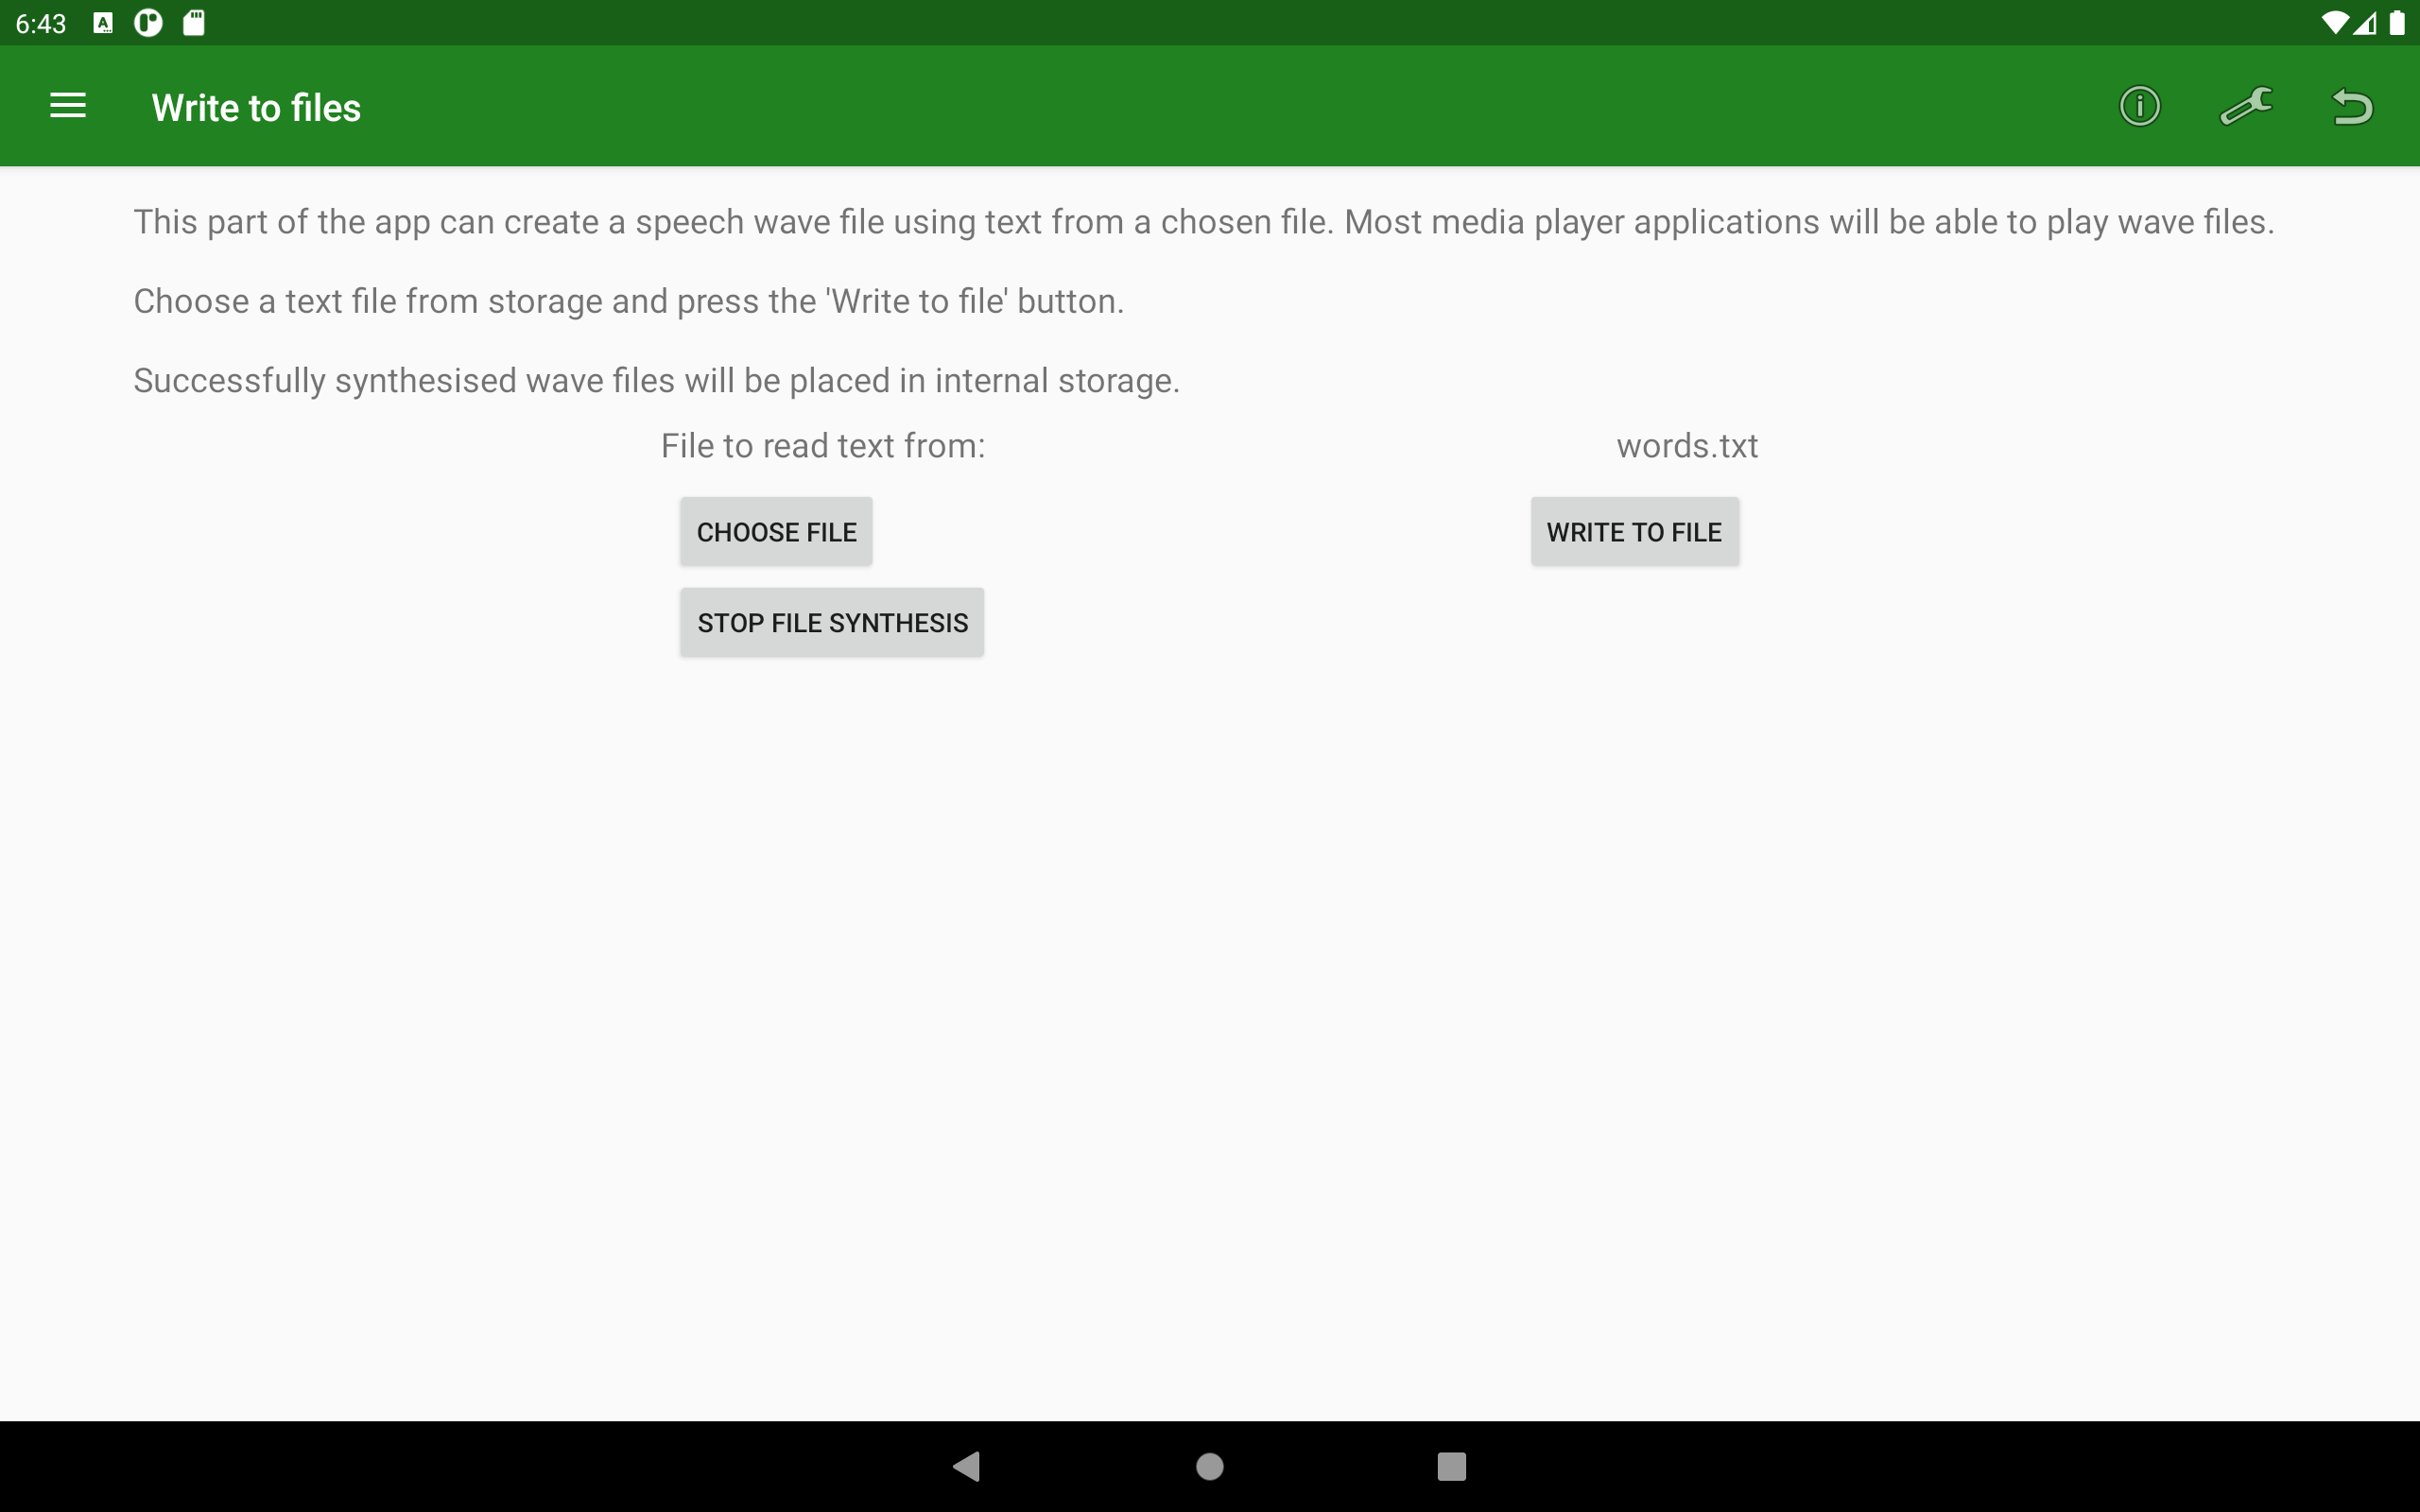 6:43
Write to files
This part of the app can create a speech wave file using text from a chosen file. Most media player applications will be able to play wave files.
Choose a text file from storage and press the 'Write to file' button.
Successfully synthesised wave files will be placed in internal storage.
File to read text from: words.txt
CHOOSE FILE WRITE TO FILE
STOP FILE SYNTHESIS